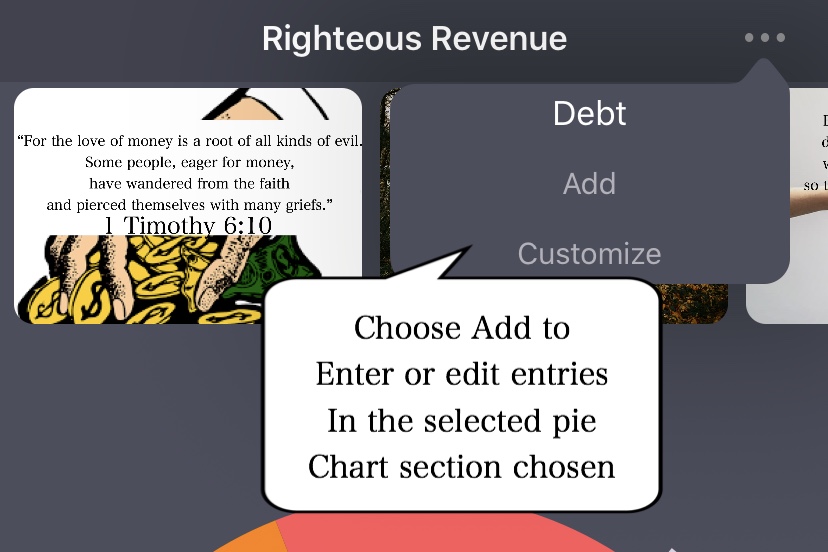 Righteous Revenue
“For the love of money is a root of all kinds of evil.
Some people, eager for money,
have wandered from the faith
and pierced themselves with many griefs.”
1 Timothy 6:10
Debt
Add
Customize
so
Choose Add to
Enter or edit entries
In the selected pie
Chart section chosen